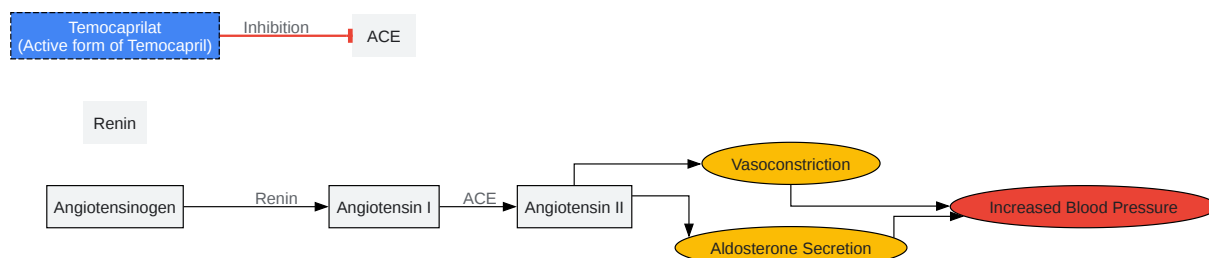 Temocaprilat
(Active form of Temocapril)
Inhibition
ACE
Renin
Angiotensinogen
Renin
Angiotensin I
ACE
Angiotensin II
Vasoconstriction
Aldosterone Secretion
Increased Blood Pressure